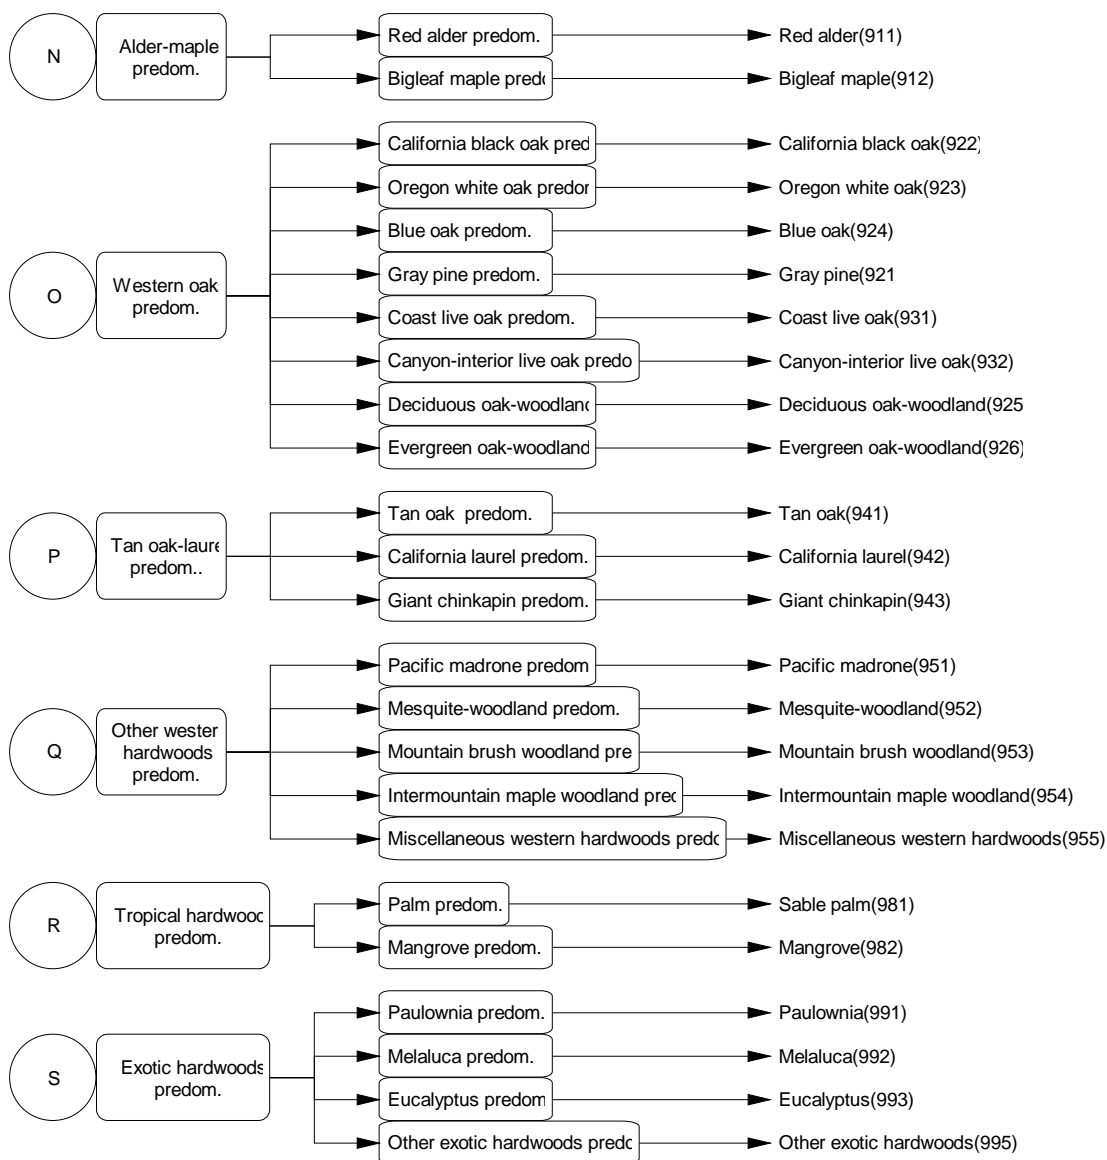 N
Alder-maple
predom.
Red alder predom.
Red alder(911)
Bigleaf maple predo
Bigleaf maple(912)
O
Western oak
predom.
California black oak pred
California black oak(922)
Oregon white oak predor
Oregon white oak(923)
Blue oak predom.
Blue oak(924)
Gray pine predom.
Gray pine(921
Coast live oak predom.
Coast live oak(931)
Canyon-interior live oak predo
Canyon-interior live oak(932)
Deciduous oak-woodland
Deciduous oak-woodland(925
Evergreen oak-woodland
Evergreen oak-woodland(926)
P
Tan oak-laure
predom..
Tan oak  predom.
Tan oak(941)
California laurel predom.
California laurel(942)
Giant chinkapin predom.
Giant chinkapin(943)
Q
Other wester
hardwoods
predom.
Pacific madrone predom
Pacific madrone(951)
Mesquite-woodland predom.
Mesquite-woodland(952)
Mountain brush woodland pre
Mountain brush woodland(953)
Intermountain maple woodland pred
Intermountain maple woodland(954)
Miscellaneous western hardwoods predo
Miscellaneous western hardwoods(955)
R
Tropical hardwood
predom.
Palm predom.
Sable palm(981)
Mangrove predom.
Mangrove(982)
S
Exotic hardwoods
predom.
Paulownia predom.
Paulownia(991)
Melaluca predom.
Melaluca(992)
Eucalyptus predom
Eucalyptus(993)
Other exotic hardwoods predo
Other exotic hardwoods(995)